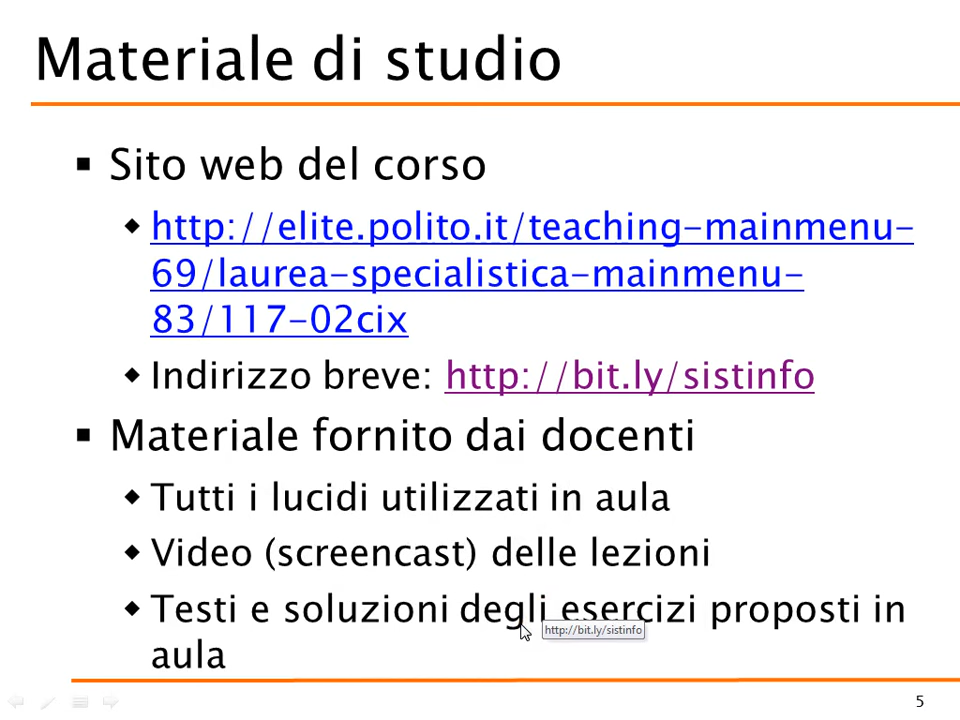 Materiale di studio
Sito web del corso
http://elite.polito.it/teaching-mainmenu-
69/laurea-specialistica-mainmenu-
83/117-02cix
Indirizzo breve: http://bit.ly/sistinfo
Materiale fornito dai docenti
Tutti i lucidi utilizzati in aula
Video (screencast) delle lezioni
Testi e soluzioni degli esercizi proposti in
http://bit.ly/sistinfo
aula
5